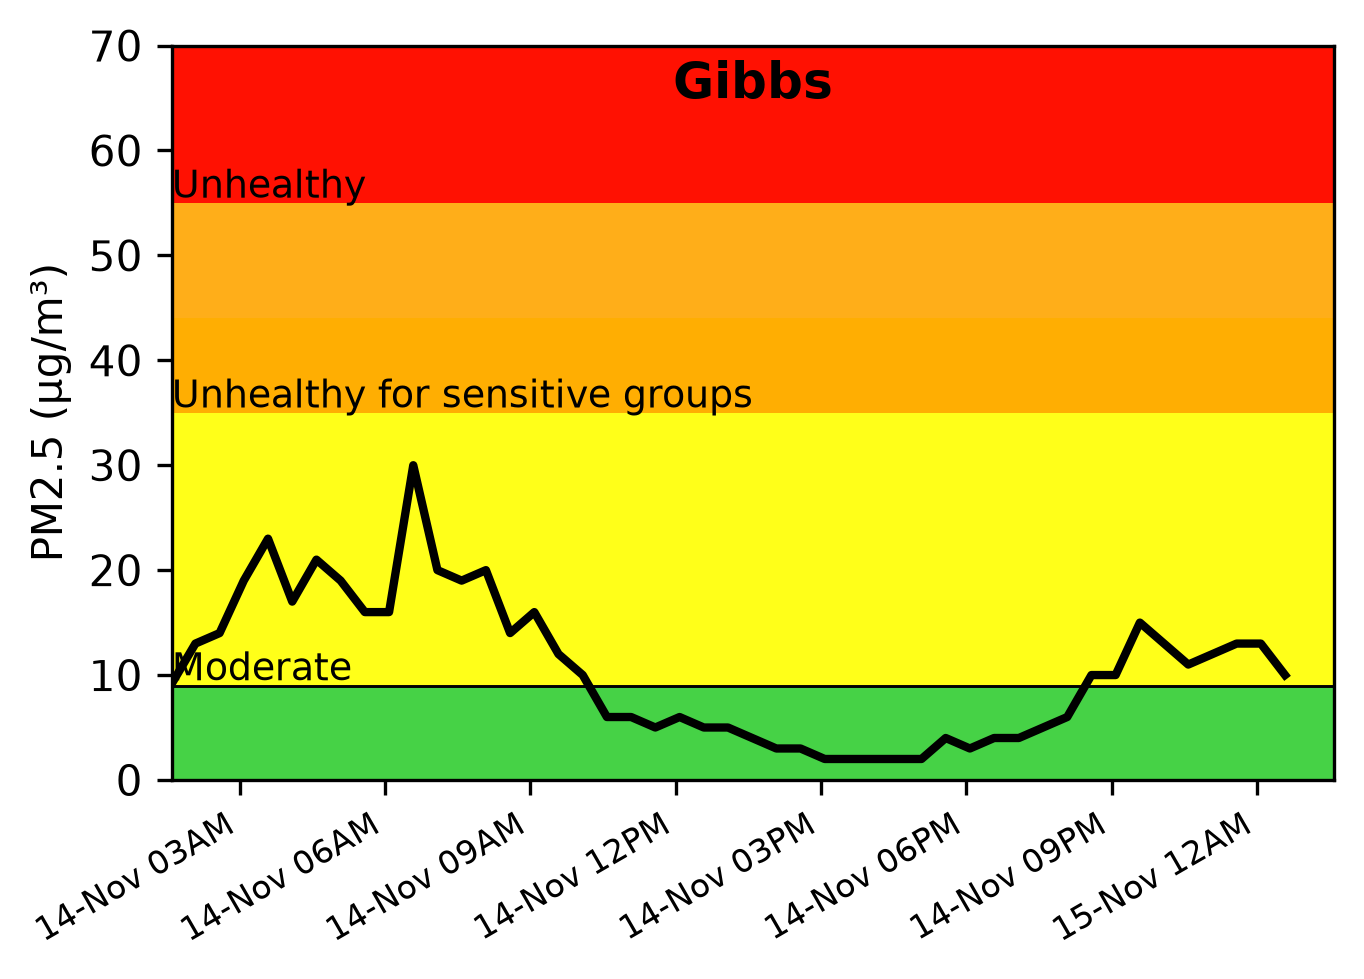 Gibbs
70
60
50
40
30
20
10
0
PM2.5 (µg/m³)
Unhealthy
Unhealthy for sensitive groups
Moderate
14-Nov 03AM
14-Nov 06AM
14-Nov 09AM
14-Nov 12PM
14-Nov 03PM
14-Nov 06PM
14-Nov 09PM
15-Nov 12AM